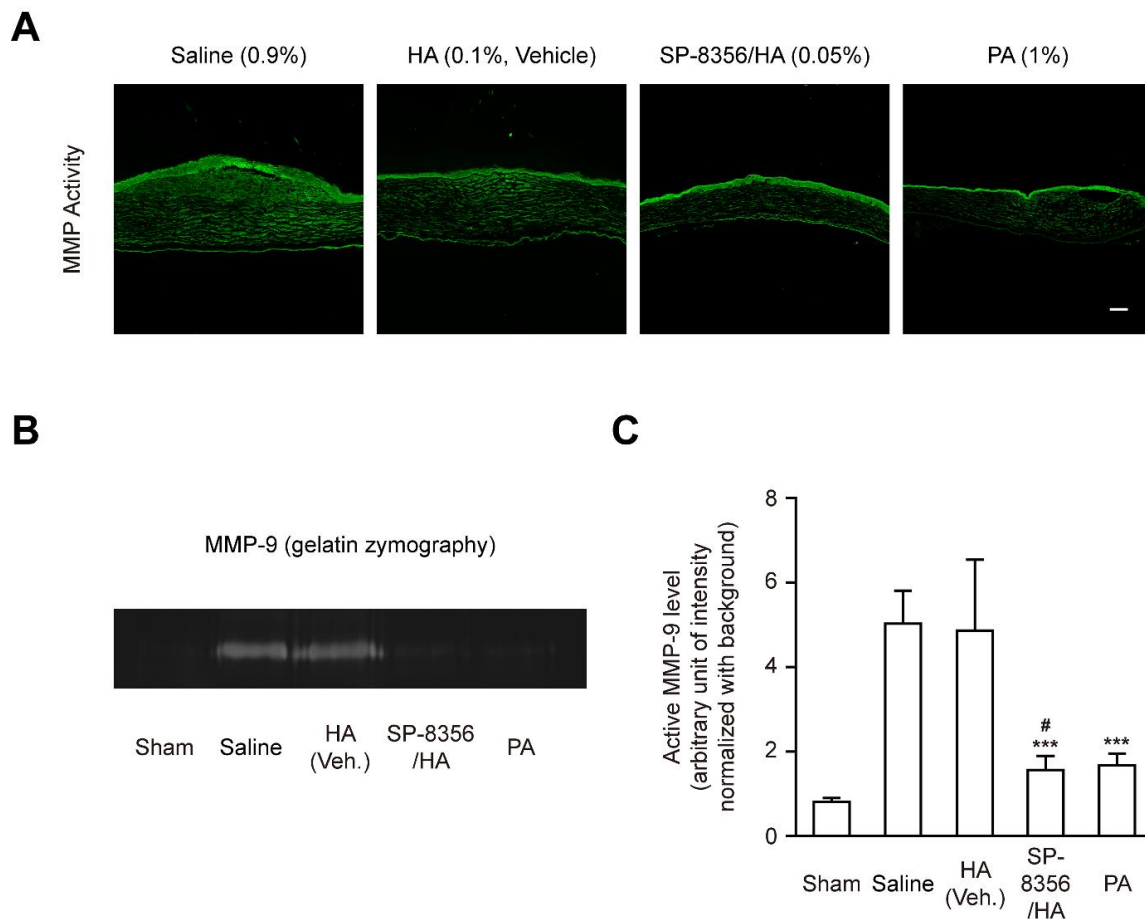 A
Saline (0.9%)
HA (0.1%, Vehicle)
SP-8356/HA (0.05%)
PA (1%)
MMP Activity
B
MMP-9 (gelatin zymography)
Sham
Saline
HA
(Veh.)
SP-8356
/HA
PA
C
Active MMP-9 level
(arbitrary unit of intensity
normalized with background)
8
6
4
2
0
#
***
***
Sham
Saline
HA
(Veh.)
SP-
8356
/HA
PA